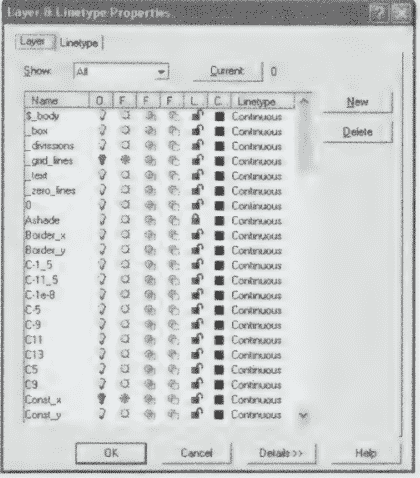 Layer & Linetype Properties
Layer Linetype
Show: All Current 0
Name O. F. F. F. L. C. Linetype
$_body Continuous
_box Continuous
_divissions Continuous
_grid_lines Continuous
_text Continuous
_zero_lines Continuous
0 Continuous
Ashade Continuous
Border_x Continuous
Border_y Continuous
C-1_5 Continuous
C-11_5 Continuous
C-1e-8 Continuous
C-5 Continuous
C-9 Continuous
C11 Continuous
C13 Continuous
C5 Continuous
C9 Continuous
Const_x Continuous
Const_y Continuous
New
Delete
OK Cancel Details >> Help